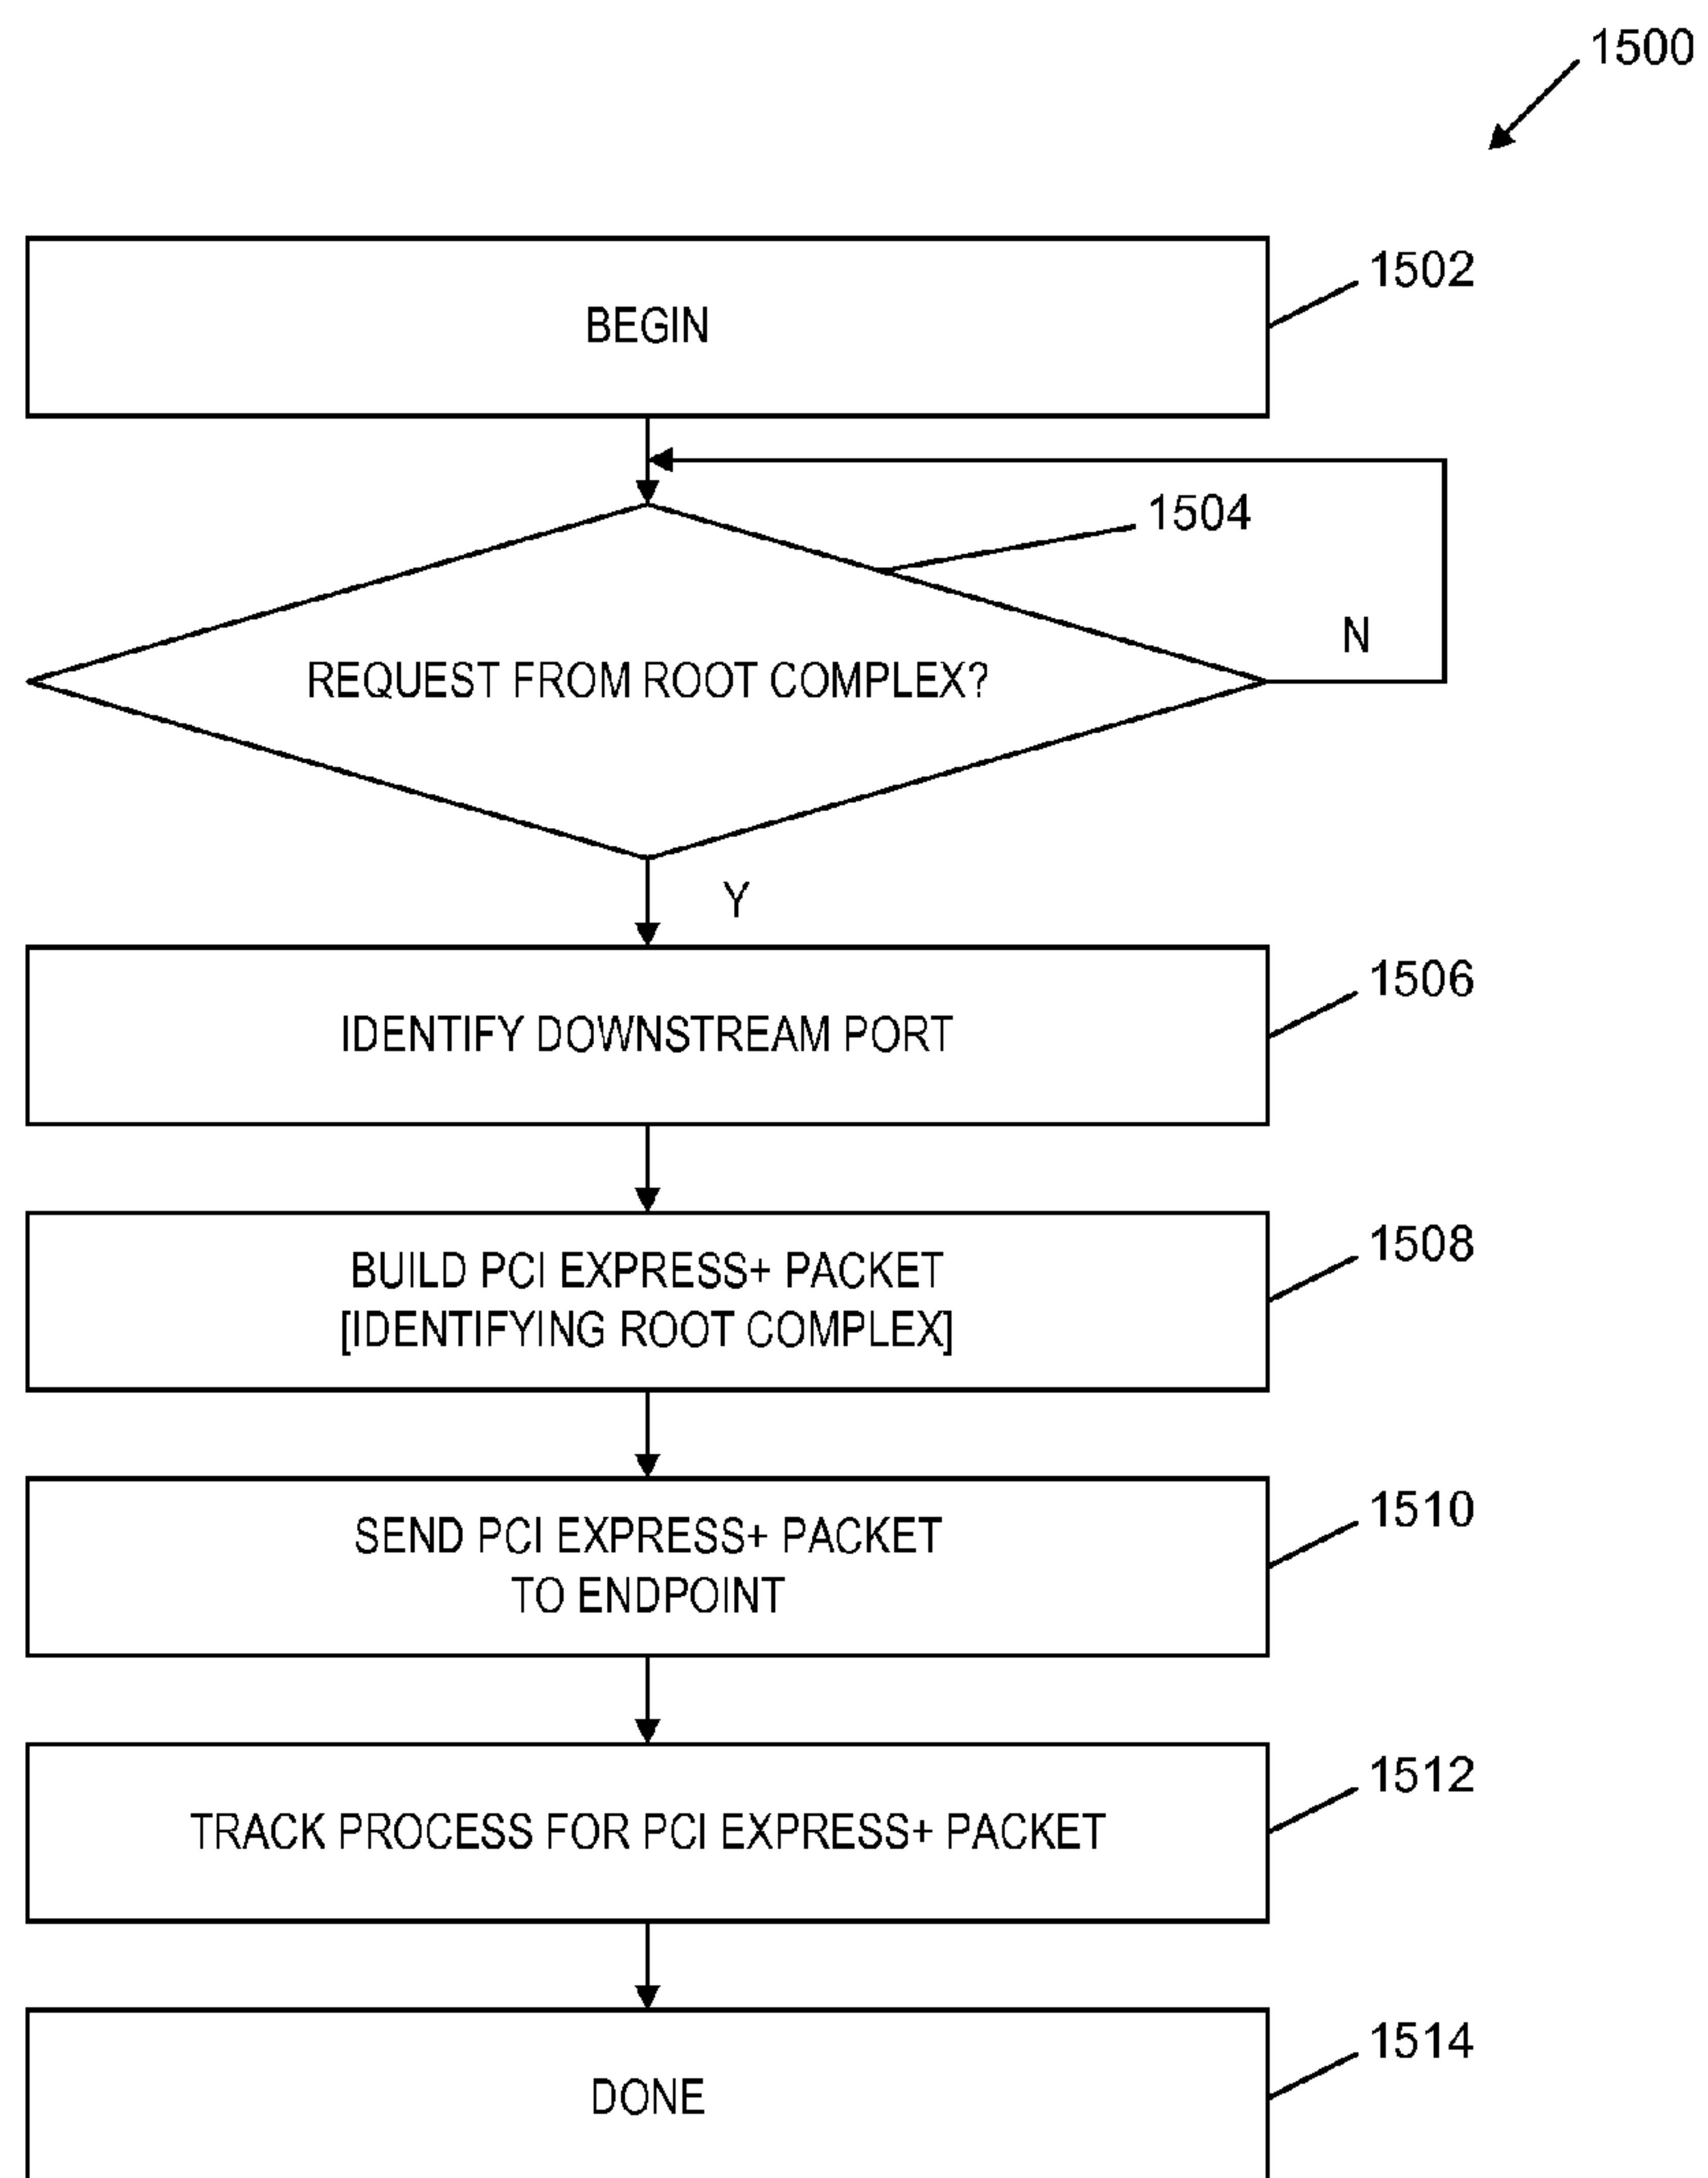 1500
BEGIN
1502
1504
N
REQUEST FROM ROOT COMPLEX?
Y
IDENTIFY DOWNSTREAM PORT
1506
BUILD PCI EXPRESS+ PACKET
[IDENTIFYING ROOT COMPLEX]
1508
SEND PCI EXPRESS+ PACKET
TO ENDPOINT
1510
TRACK PROCESS FOR PCI EXPRESS+ PACKET
1512
DONE
1514